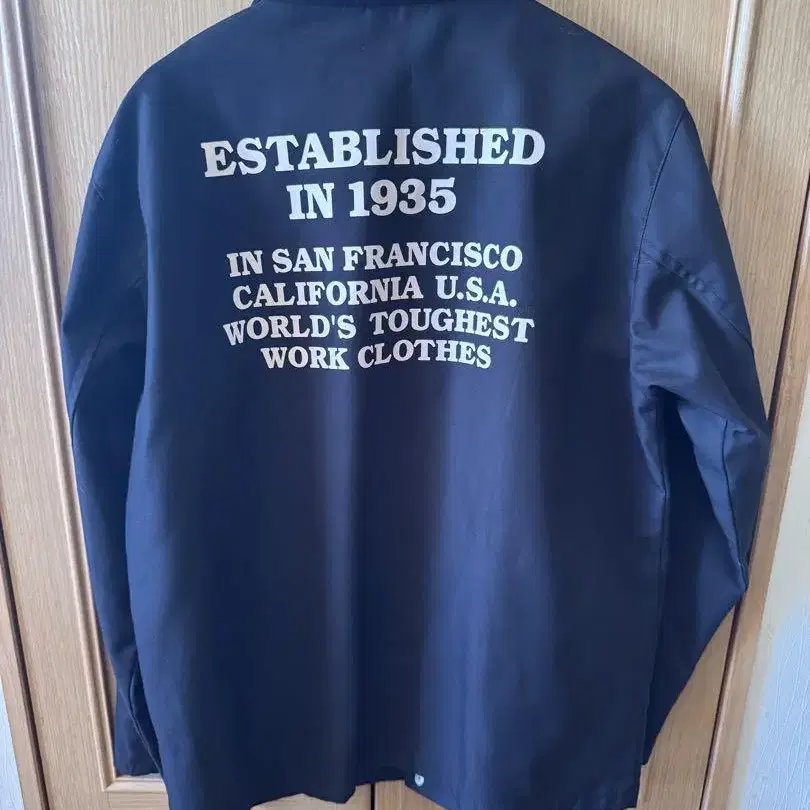 ESTABLISHED
IN 1935
IN SAN FRANCISCO
CALIFORNIA U.S.A.
WORLD'S TOUGHEST
WORK CLOTHES